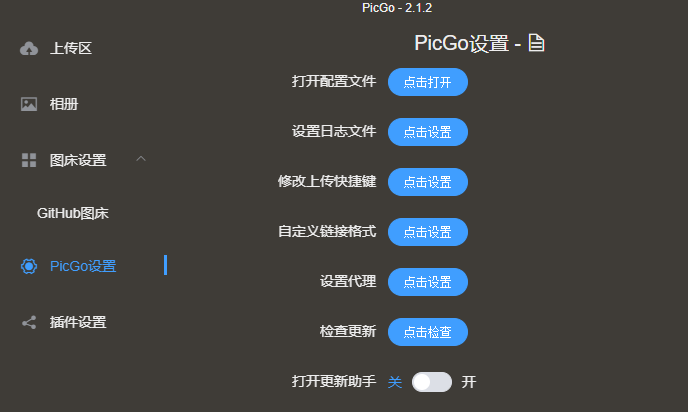 PicGo - 2.1.2
上传区
相册
图床设置
GitHub图床
PicGo设置
插件设置
PicGo设置 -
打开配置文件 点击打开
设置日志文件 点击设置
修改上传快捷键 点击设置
自定义链接格式 点击设置
设置代理 点击设置
检查更新 点击检查
打开更新助手 关 开